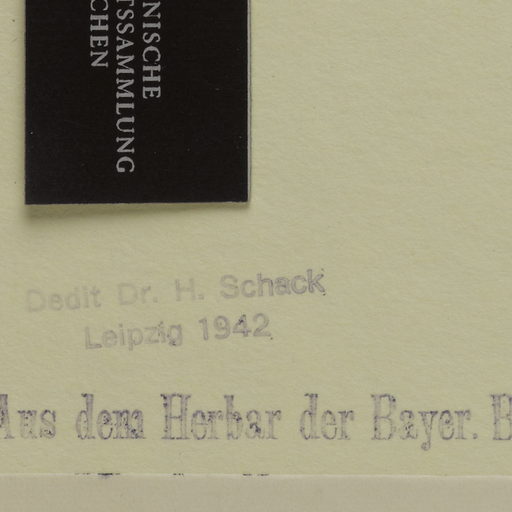 NISCHE
TSSAMMLUNG
CHEN
Dedit Dr. H. Schack
Leipzig 1942
Aus dem Herbar der Bayer. B